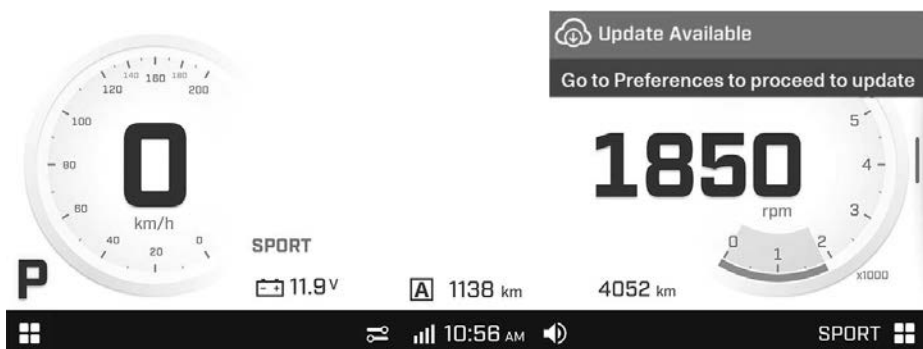 Update Available
Go to Preferences to proceed to update
140 160 180
120 200
100
80
60
40 20 0
0
km/h
P
SPORT
11.9 V
A 1138 km
4052 km
1850
rpm
5
4
3
0 1 2
x1000
10:56 AM
SPORT